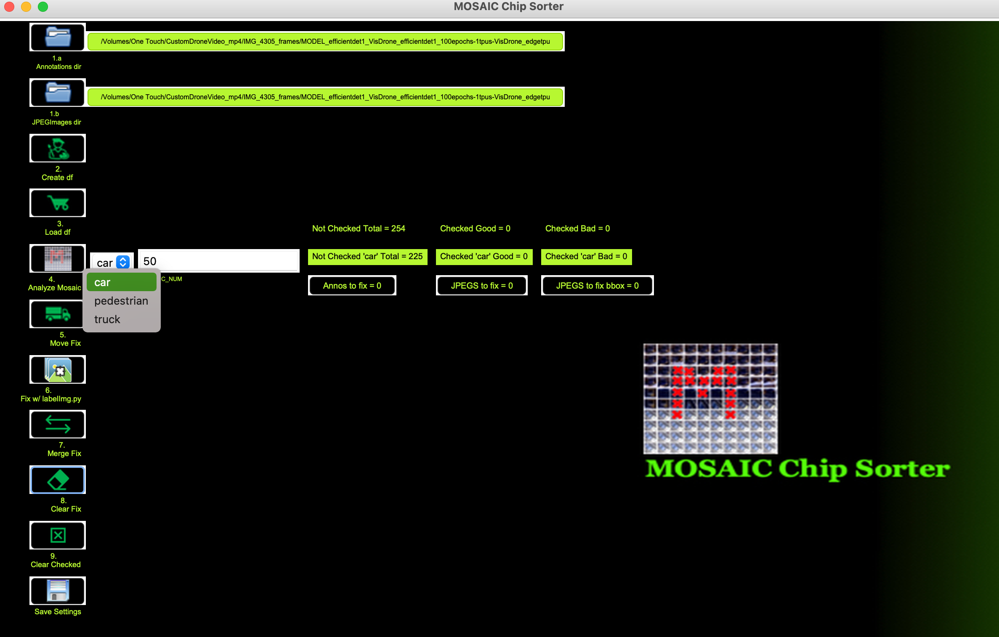 MOSAIC Chip Sorter
/Volumes/One Touch/CustomDroneVideo_mp4/IMG_4305_frames/MODEL_efficientdet1_VisDrone_efficientdet1_100epochs-1tpus-VisDrone_edgetpu
1.a
Annotations dir
/Volumes/One Touch/CustomDroneVideo_mp4/IMG_4305_frames/MODEL_efficientdet1_VisDrone_efficientdet1_100epochs-1tpus-VisDrone_edgetpu
1.b
JPEGImages dir
2.
Create df
3.
Load df
Not Checked Total = 254
Checked Good = 0
Checked Bad = 0
M
car
50
Not Checked 'car' Total = 225
Checked 'car' Good = 0
Checked 'car' Bad = 0
4.
Analyze Mosaic
C_NUM
Annos to fix = 0
JPEGS to fix = 0
JPEGS to fix bbox = 0
car
pedestrian
truck
5.
Move Fix
6.
Fix w/ labelImg.py
7.
Merge Fix
MOSAIC Chip Sorter
8.
Clear Fix
9.
Clear Checked
Save Settings